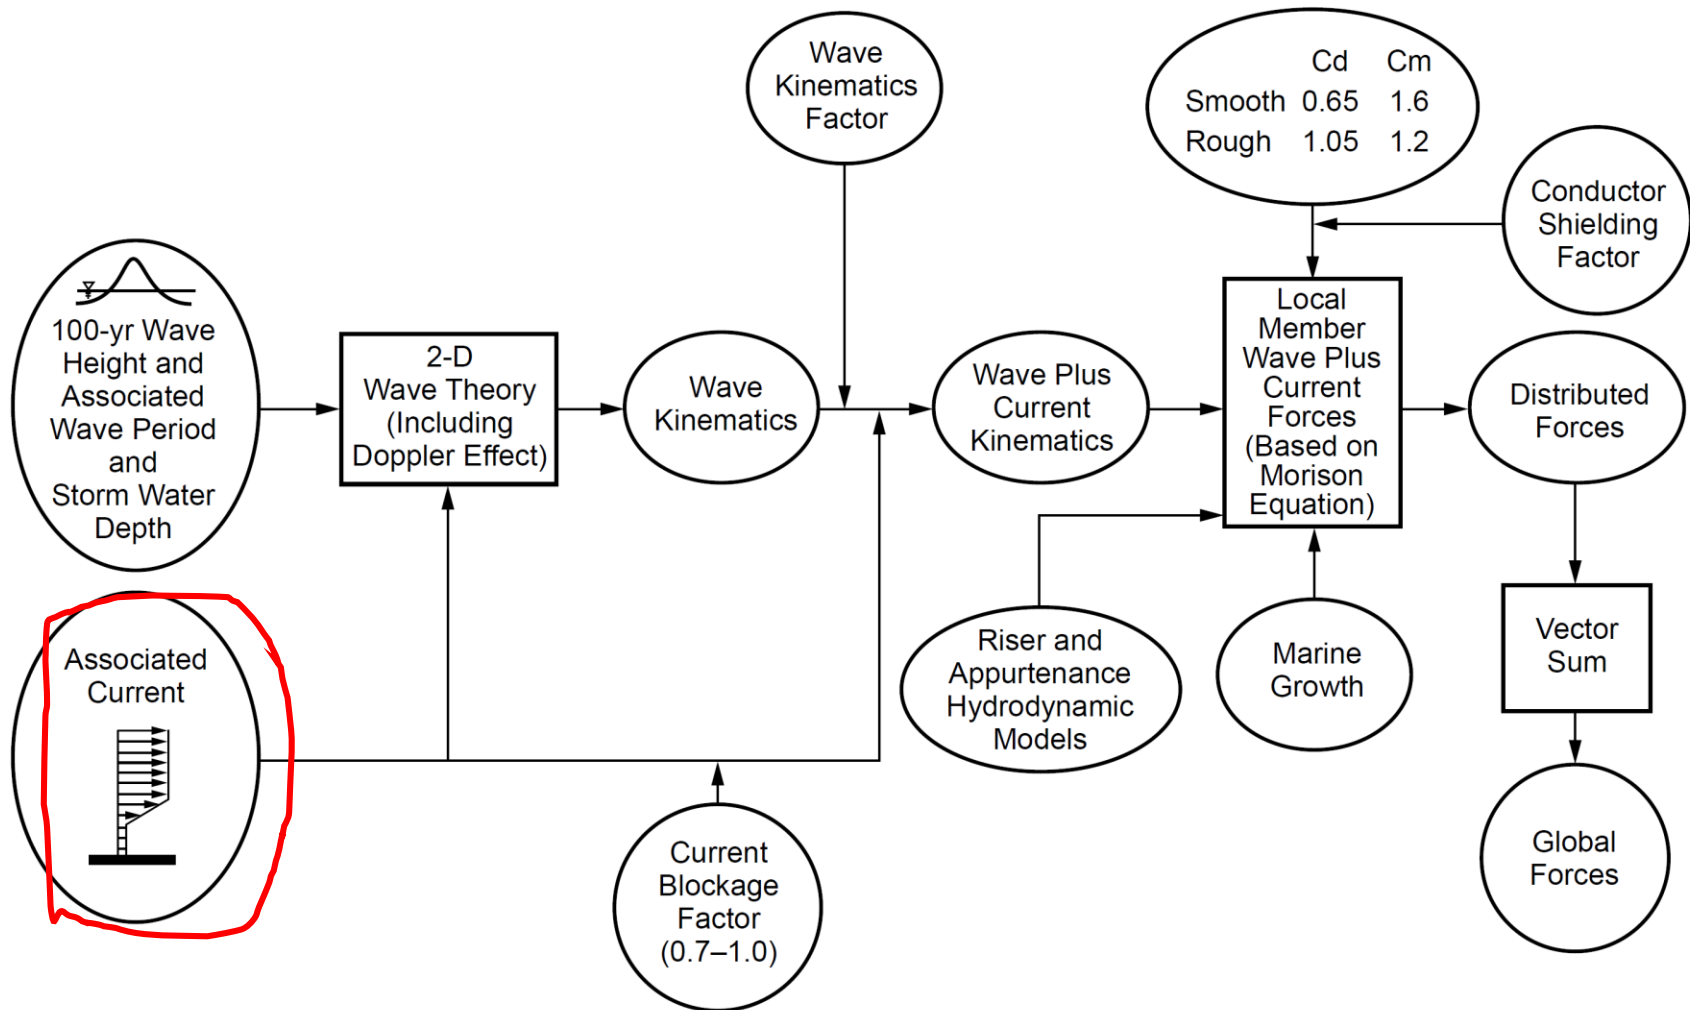 Wave
Kinematics
Factor
Cd Cm
Smooth 0.65 1.6
Rough 1.05 1.2
Conductor
Shielding
Factor
100-yr Wave
Height and
Associated
Wave Period
and
Storm Water
Depth
2-D
Wave Theory
(Including
Doppler Effect)
Wave
Kinematics
Wave Plus
Current
Kinematics
Local
Member
Wave Plus
Current
Forces
(Based on
Morison
Equation)
Distributed
Forces
Associated
Current
Current
Blockage
Factor
(0.7–1.0)
Riser and
Appurtenance
Hydrodynamic
Models
Marine
Growth
Vector
Sum
Global
Forces